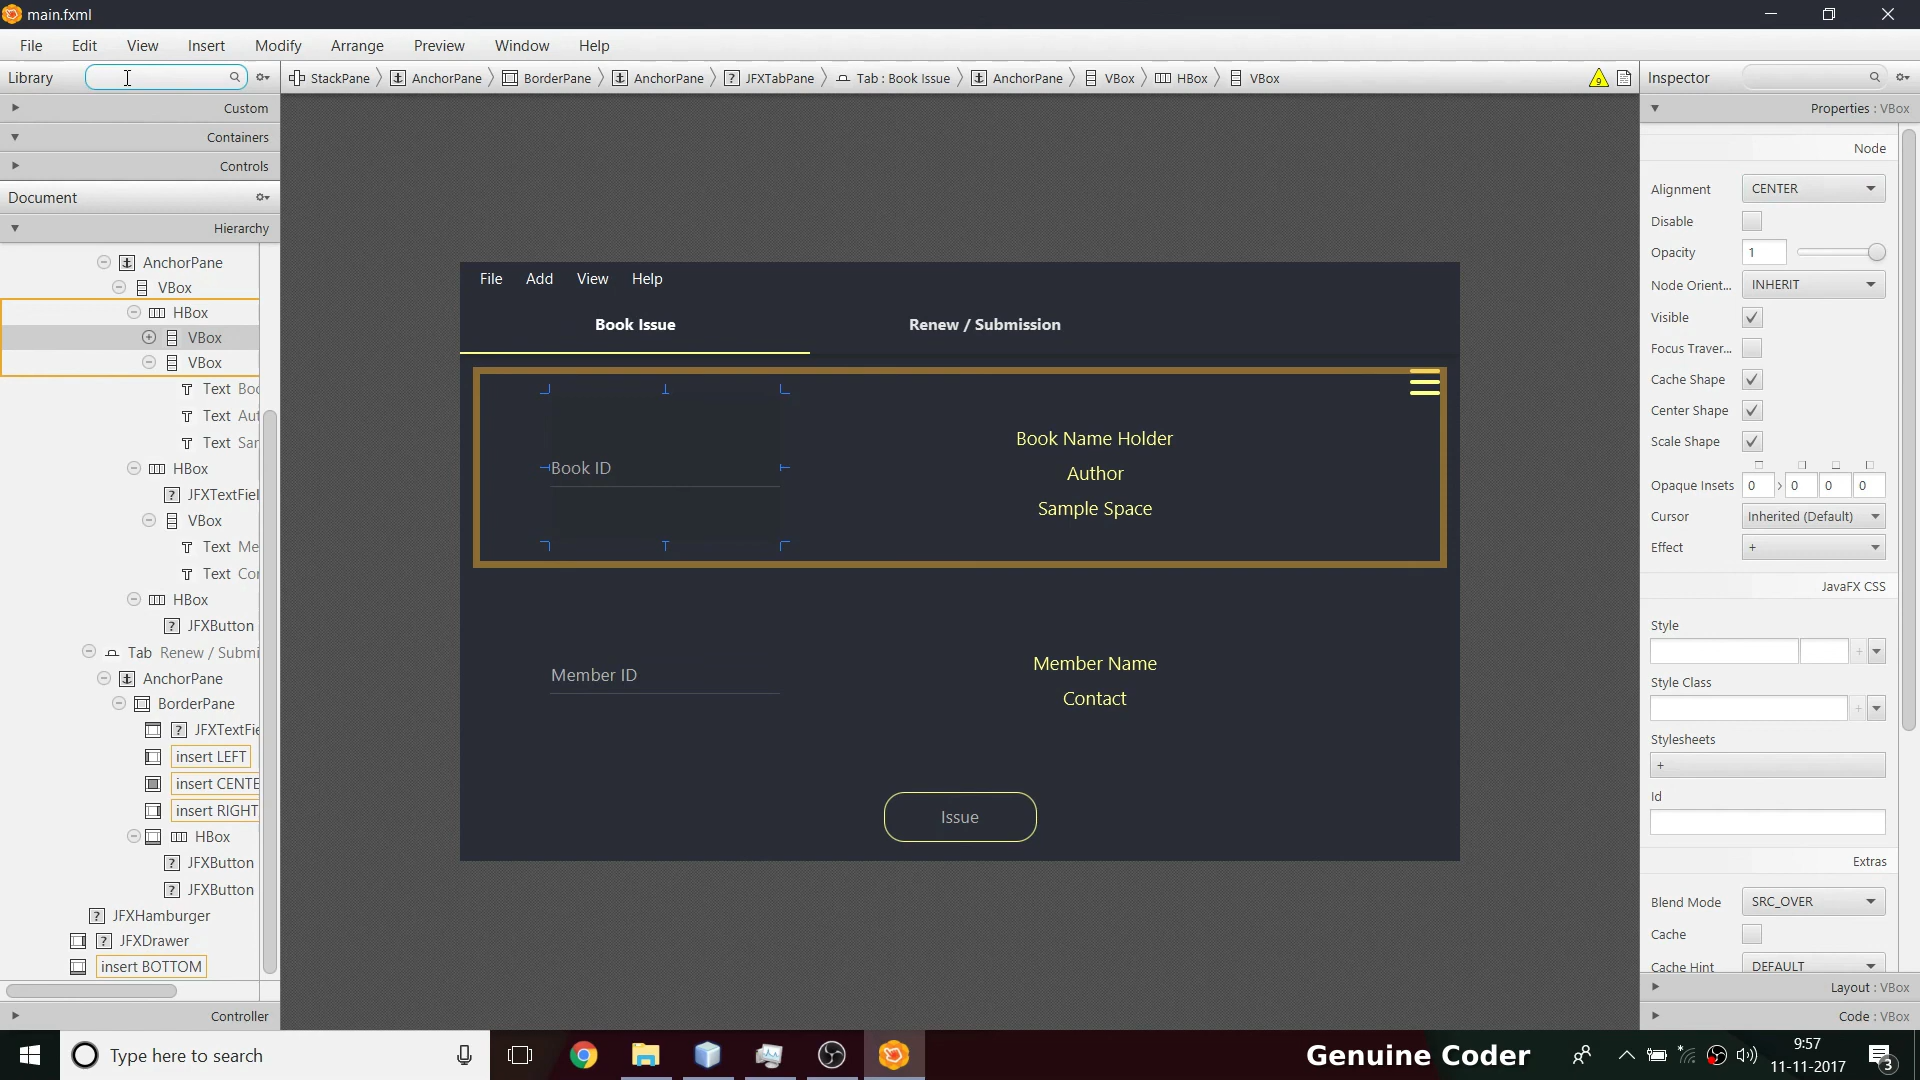 main.fxml
File Edit View Insert Modify Arrange Preview Window Help
Library
StackPane AnchorPane BorderPane AnchorPane JFXTabPane Tab : Book Issue AnchorPane VBox HBox VBox
9
Inspector
Custom
Containers
Controls
Document
Hierarchy
AnchorPane
VBox
HBox
VBox
VBox
Text Boo
Text Aut
Text Sar
HBox
JFXTextFiel
VBox
Text Me
Text Cor
HBox
JFXButton
Tab Renew / Submi
AnchorPane
BorderPane
JFXTextFie
insert LEFT
insert CENTE
insert RIGHT
HBox
JFXButton
JFXButton
JFXHamburger
JFXDrawer
insert BOTTOM
Controller
File Add View Help
Book Issue
Renew / Submission
Book ID
Book Name Holder
Author
Sample Space
Member ID
Member Name
Contact
Issue
Properties : VBox
Node
Alignment CENTER
Disable
Opacity 1
Node Orient... INHERIT
Visible
Focus Traver...
Cache Shape
Center Shape
Scale Shape
Opaque Insets 0 0 0 0
Cursor Inherited (Default)
Effect +
JavaFX CSS
Style
+
Style Class
+
Stylesheets
+
Id
Extras
Blend Mode SRC_OVER
Cache
Cache Hint DEFAULT
Layout : VBox
Code : VBox
Type here to search
Genuine Coder
9:57
11-11-2017
3